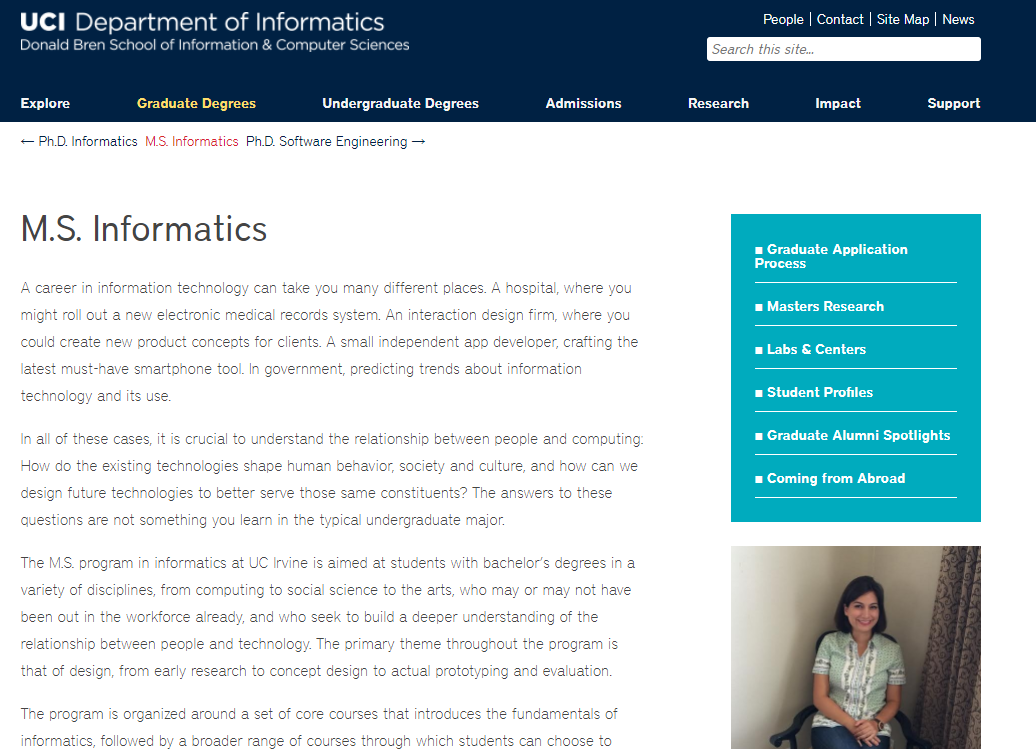 UCI Department of Informatics
Donald Bren School of Information & Computer Sciences
People | Contact | Site Map | News
Search this site...
Explore Graduate Degrees Undergraduate Degrees Admissions Research Impact Support
← Ph.D. Informatics M.S. Informatics Ph.D. Software Engineering →
M.S. Informatics
A career in information technology can take you many different places. A hospital, where you
might roll out a new electronic medical records system. An interaction design firm, where you
could create new product concepts for clients. A small independent app developer, crafting the
latest must-have smartphone tool. In government, predicting trends about information
technology and its use.
In all of these cases, it is crucial to understand the relationship between people and computing:
How do the existing technologies shape human behavior, society and culture, and how can we
design future technologies to better serve those same constituents? The answers to these
questions are not something you learn in the typical undergraduate major.
The M.S. program in informatics at UC Irvine is aimed at students with bachelor's degrees in a
variety of disciplines, from computing to social science to the arts, who may or may not have
been out in the workforce already, and who seek to build a deeper understanding of the
relationship between people and technology. The primary theme throughout the program is
that of design, from early research to concept design to actual prototyping and evaluation.
The program is organized around a set of core courses that introduces the fundamentals of
informatics, followed by a broader range of courses through which students can choose to
■ Graduate Application
Process
■ Masters Research
■ Labs & Centers
■ Student Profiles
■ Graduate Alumni Spotlights
■ Coming from Abroad